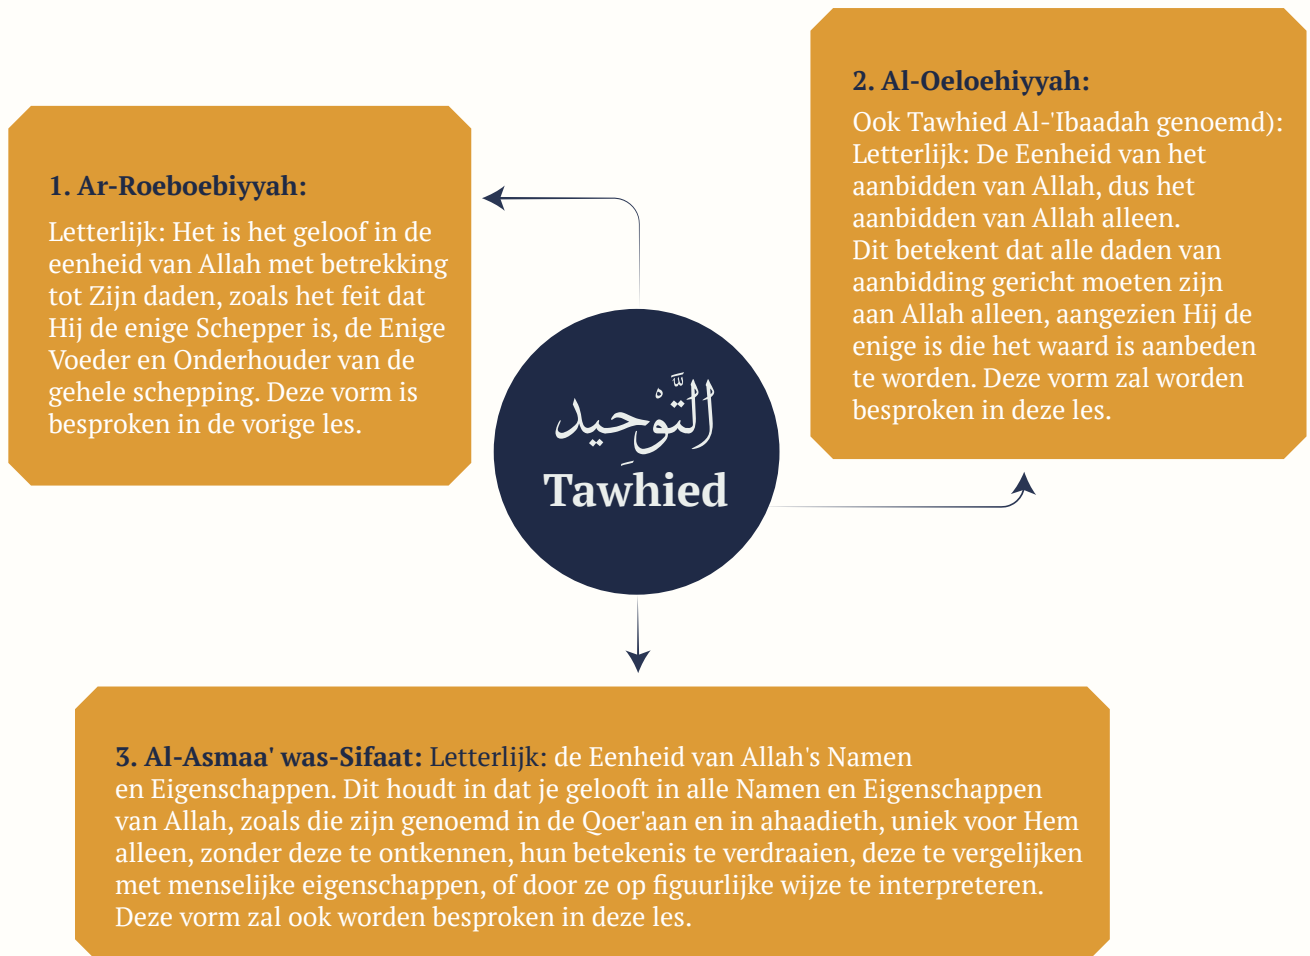 1. Ar-Roeboebiyyah:
Letterlijk: Het is het geloof in de
eenheid van Allah met betrekking
tot Zijn daden, zoals het feit dat
Hij de enige Schepper is, de Enige
Voeder en Onderhouder van de
gehele schepping. Deze vorm is
besproken in de vorige les.
2. Al-Oeloehiyyah:
Ook Tawhied Al-'Ibaadah genoemd):
Letterlijk: De Eenheid van het
aanbidden van Allah, dus het
aanbidden van Allah alleen.
Dit betekent dat alle daden van
aanbidding gericht moeten zijn
aan Allah alleen, aangezien Hij de
enige is die het waard is aanbeden
te worden. Deze vorm zal worden
besproken in deze les.
اُلتَّوْحِيد
Tawhied
3. Al-Asmaa' was-Sifaat: Letterlijk: de Eenheid van Allah's Namen
en Eigenschappen. Dit houdt in dat je gelooft in alle Namen en Eigenschappen
van Allah, zoals die zijn genoemd in de Qoer'aan en in ahaadieth, uniek voor Hem
alleen, zonder deze te ontkennen, hun betekenis te verdraaien, deze te vergelijken
met menselijke eigenschappen, of door ze op figuurlijke wijze te interpreteren.
Deze vorm zal ook worden besproken in deze les.